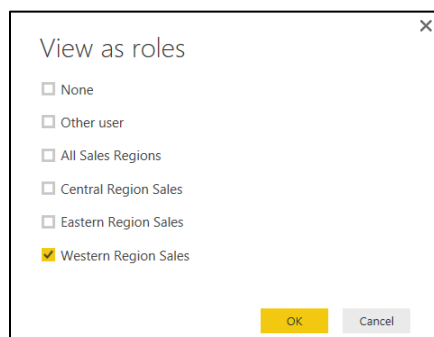 View as roles
None
Other user
All Sales Regions
Central Region Sales
Eastern Region Sales
Western Region Sales
OK
Cancel